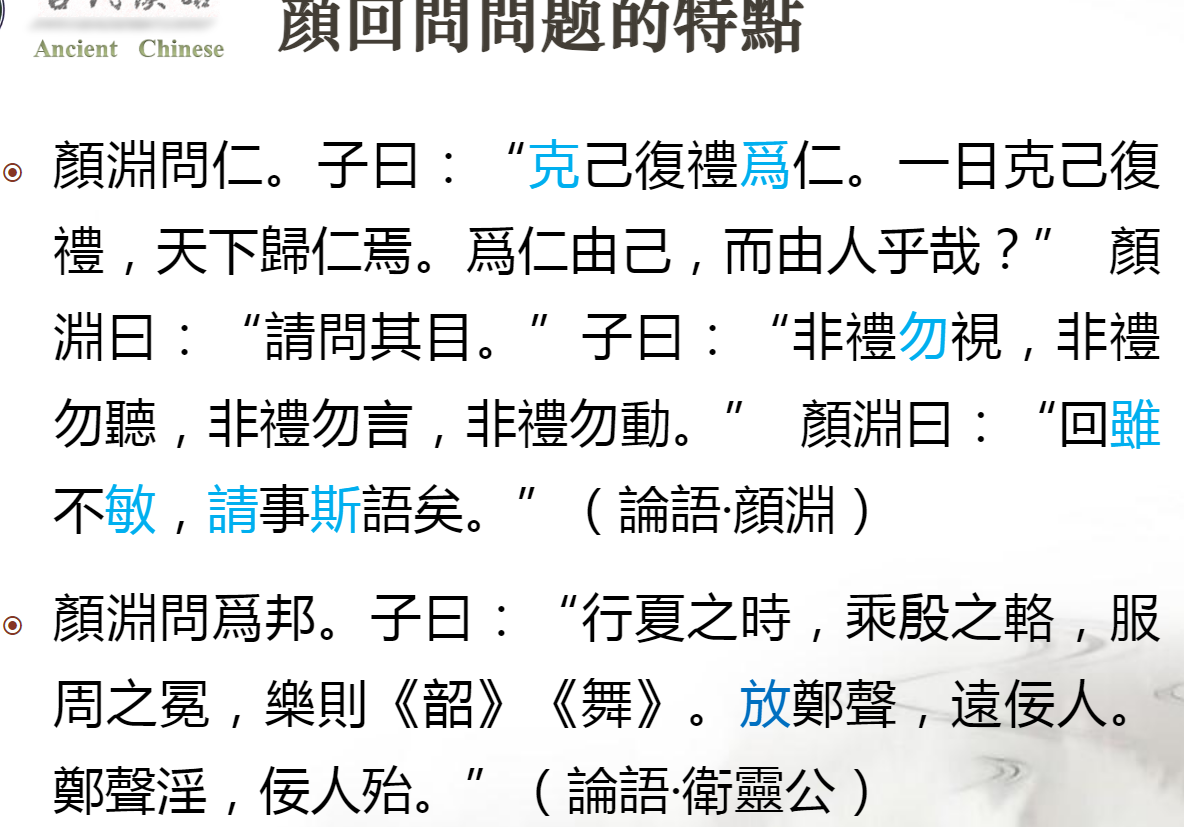 Ancient Chinese
顔回問問題的特點
顏淵問仁。子曰：“克己復禮爲仁。一日克己復
禮，天下歸仁焉。爲仁由己，而由人乎哉？” 顏
淵曰：“請問其目。”子曰：“非禮勿視，非禮
勿聽，非禮勿言，非禮勿動。” 顏淵曰：“回雖
不敏，請事斯語矣。”（論語·顔淵）
顏淵問爲邦。子曰：“行夏之時，乘殷之輅，服
周之冕，樂則《韶》《舞》。放鄭聲，遠佞人。
鄭聲淫，佞人殆。”（論語·衛靈公）